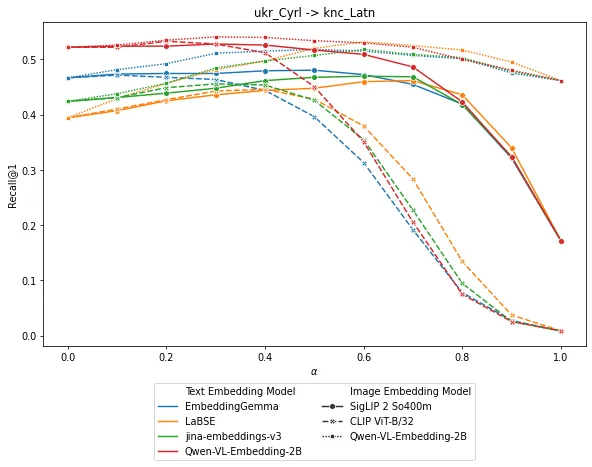 ukr_Cyrl -> knc_Latn
Recall@1
0.5
0.4
0.3
0.2
0.1
0.0
0.0 0.2 0.4 0.6 0.8 1.0
α
Text Embedding Model Image Embedding Model
EmbeddingGemma SigLIP 2 So400m
LaBSE CLIP ViT-B/32
jina-embeddings-v3 Qwen-VL-Embedding-2B
Qwen-VL-Embedding-2B